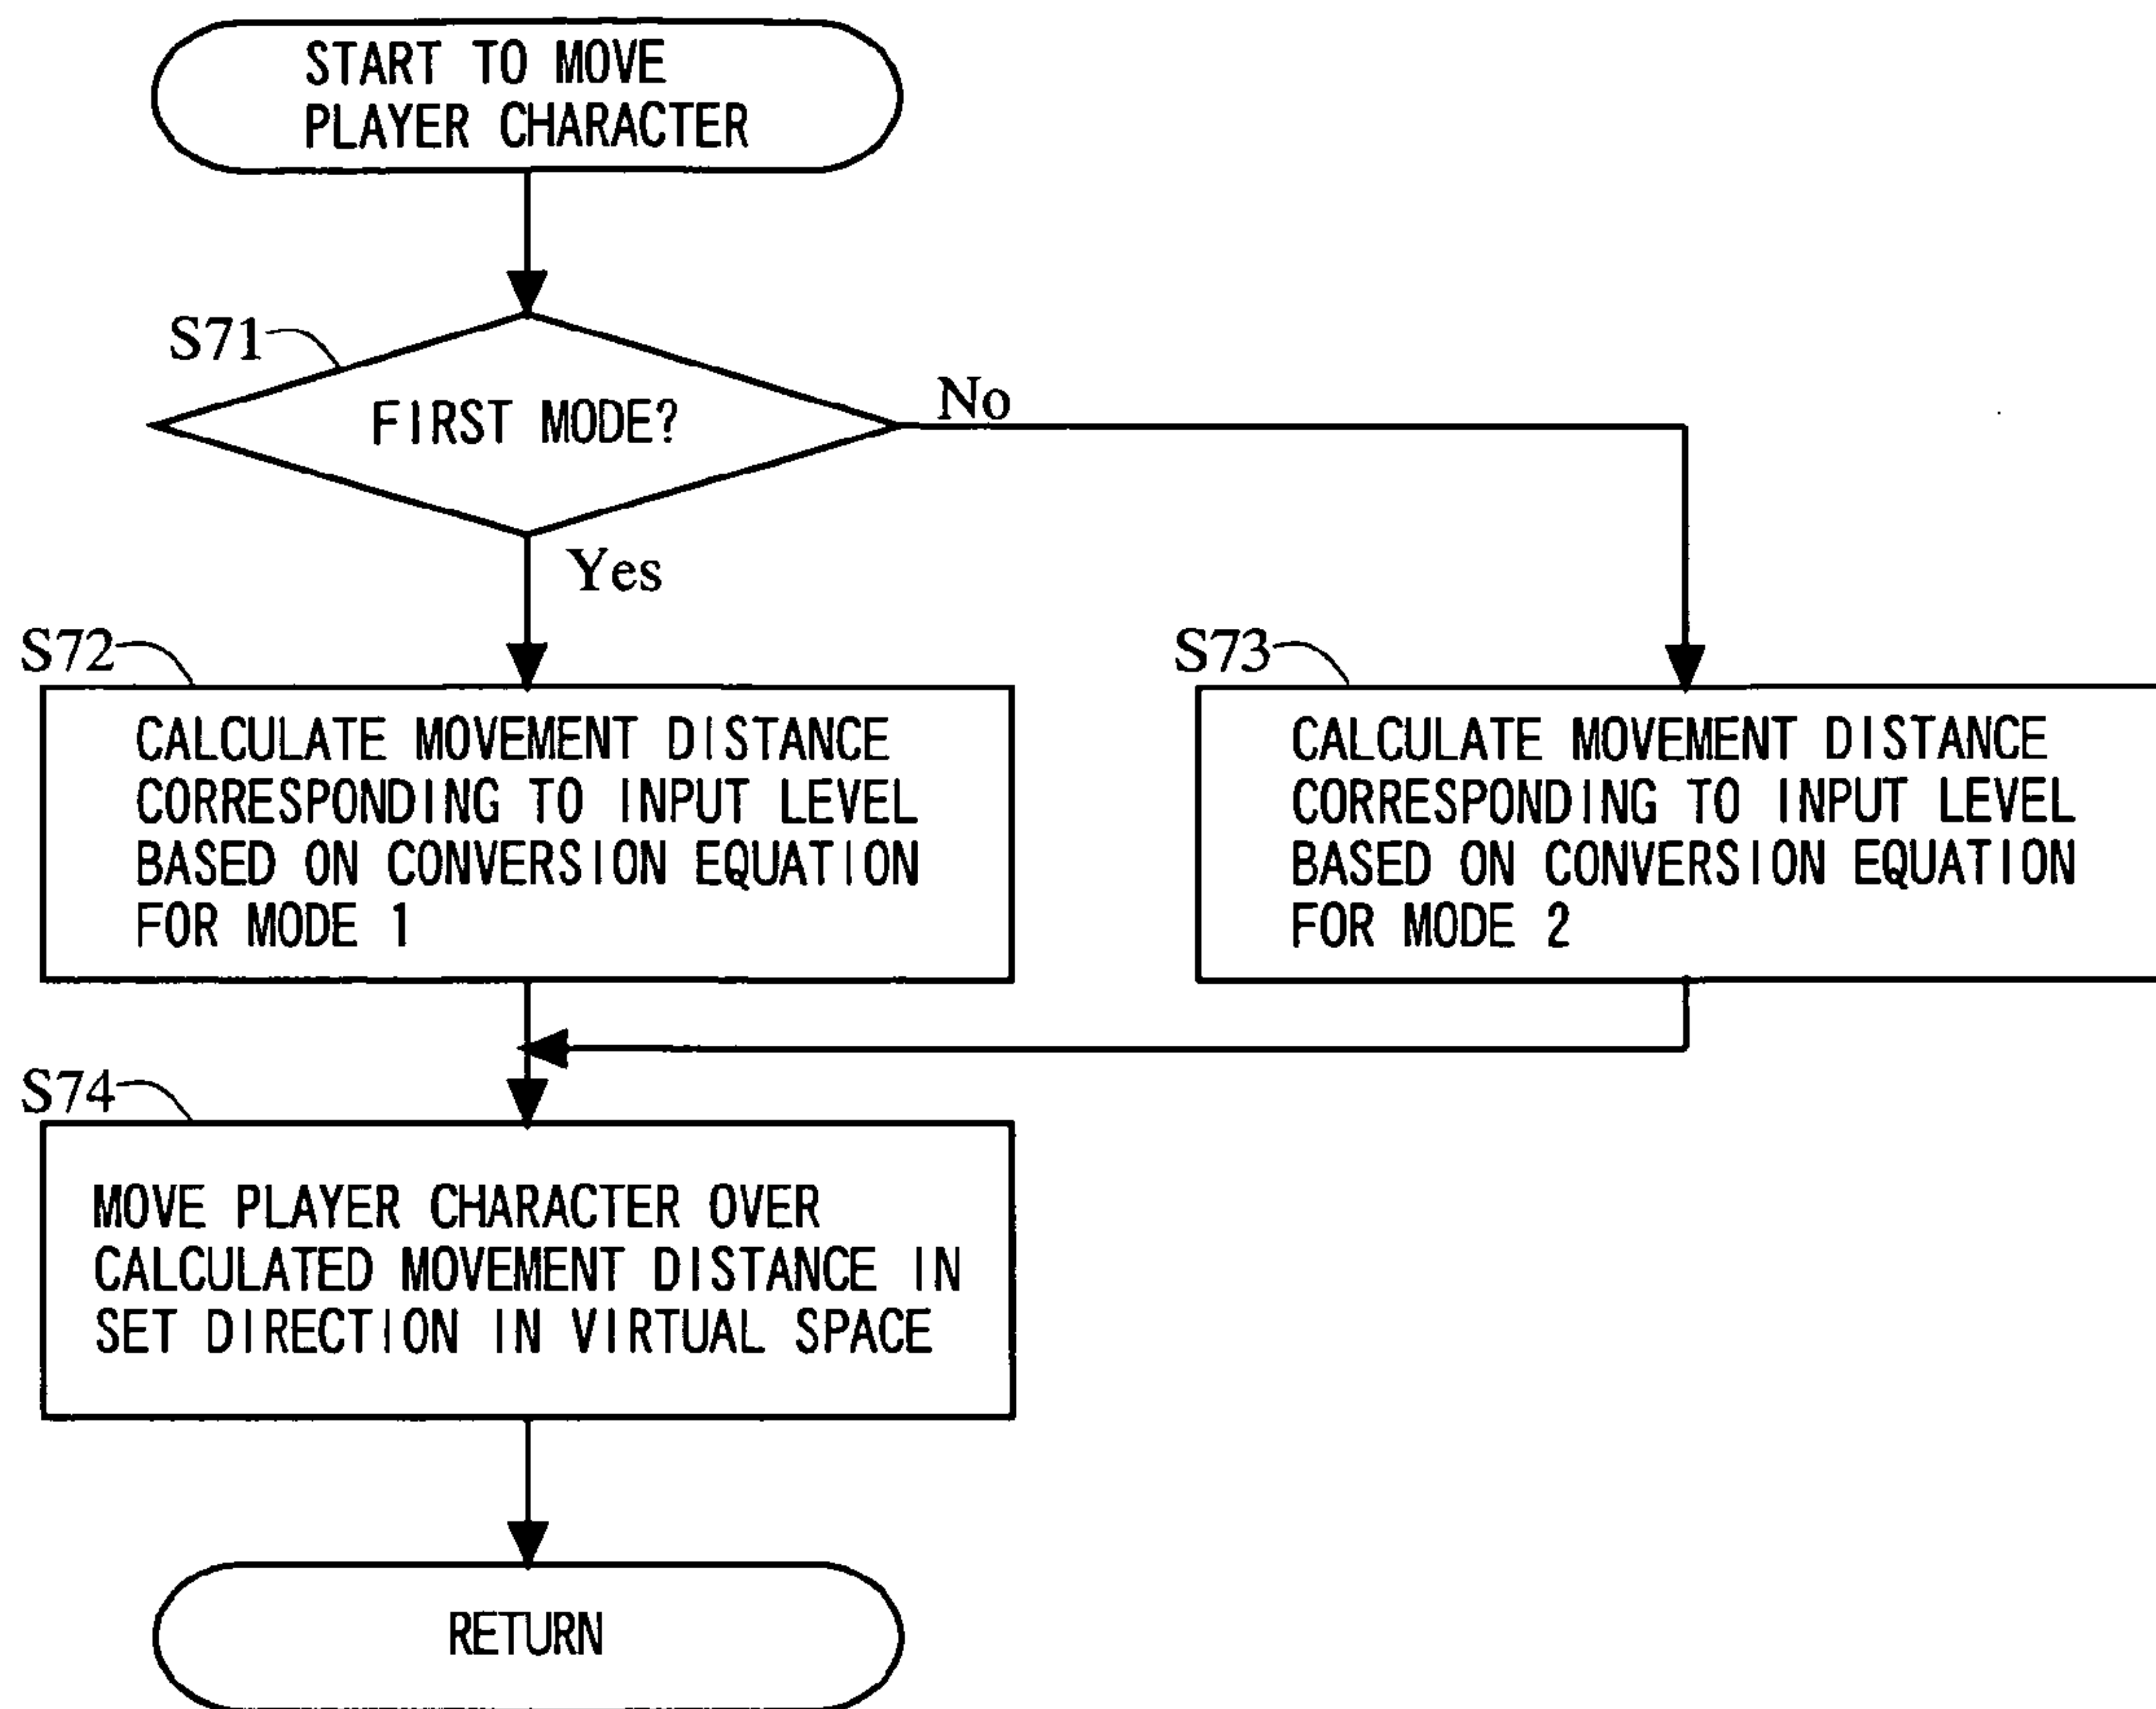 START TO MOVE
PLAYER CHARACTER
S71
FIRST MODE?
No
Yes
S72
CALCULATE MOVEMENT DISTANCE
CORRESPONDING TO INPUT LEVEL
BASED ON CONVERSION EQUATION
FOR MODE 1
S73
CALCULATE MOVEMENT DISTANCE
CORRESPONDING TO INPUT LEVEL
BASED ON CONVERSION EQUATION
FOR MODE 2
S74
MOVE PLAYER CHARACTER OVER
CALCULATED MOVEMENT DISTANCE IN
SET DIRECTION IN VIRTUAL SPACE
RETURN